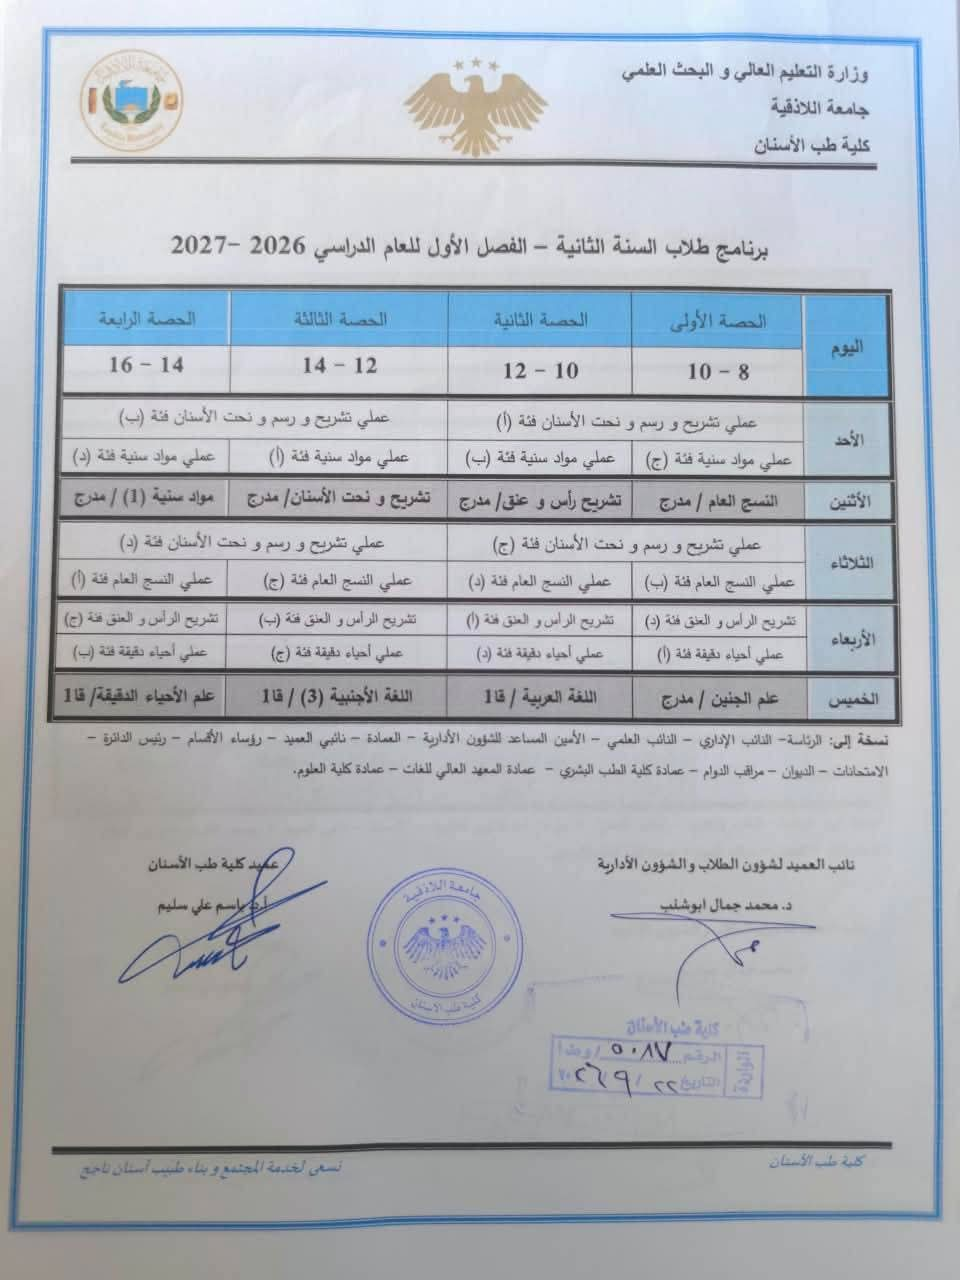 وزارة التعليم العالي و البحث العلمي
جامعة اللاذقية
كلية طب الأسنان
برنامج طلاب السنة الثانية – الفصل الأول للعام الدراسي 2026 –2027
اليوم الحصة الأولى الحصة الثانية الحصة الثالثة الحصة الرابعة
8 – 10 10 – 12 12 – 14 14 – 16
الأحد
عملي تشريح و رسم و نحت الأسنان فئة (أ) عملي تشريح و رسم و نحت الأسنان فئة (ب)
عملي مواد سنية فئة (ج) عملي مواد سنية فئة (ب) عملي مواد سنية فئة (أ) عملي مواد سنية فئة (د)
الأثنين النسج العام / مدرج تشريح رأس و عنق/ مدرج تشريح و نحت الأسنان/ مدرج مواد سنية (1) / مدرج
الثلاثاء
عملي تشريح و رسم و نحت الأسنان فئة (ج) عملي تشريح و رسم و نحت الأسنان فئة (د)
عملي النسج العام فئة (ب) عملي النسج العام فئة (د) عملي النسج العام فئة (ج) عملي النسج العام فئة (أ)
الأربعاء
تشريح الرأس و العنق فئة (د) تشريح الرأس و العنق فئة (أ) تشريح الرأس و العنق فئة (ب) تشريح الرأس و العنق فئة (ج)
عملي أحياء دقيقة فئة (أ) عملي أحياء دقيقة فئة (د) عملي أحياء دقيقة فئة (ج) عملي أحياء دقيقة فئة (ب)
الخميس علم الجنين / مدرج اللغة العربية / قا1 اللغة الأجنبية (3) / قا1 علم الأحياء الدقيقة/ قا1
نسخة إلى: الرئاسة– النائب الإداري – النائب العلمي – الأمين المساعد للشؤون الأدارية – العمادة – نائبي العميد – رؤساء الأقسام – رئيس الدائرة –
الامتحانات – الديوان – مراقب الدوام – عمادة كلية الطب البشري – عمادة المعهد العالي للغات – عمادة كلية العلوم.
نائب العميد لشؤون الطلاب والشؤون الأدارية
د. محمد جمال ابوشلب
عميد كلية طب الأسنان
أ.د. باسم علي سليم
جامعة اللاذقية
كلية طب الاسنان
كلية طب الأسنان
الواردة
الرقم ٥٠٨٧
التاريخ ٢٢/٩/٢٠٢٦
كلية طب الأسنان
نسعى لخدمة المجتمع و بناء طبيب أسنان ناجح